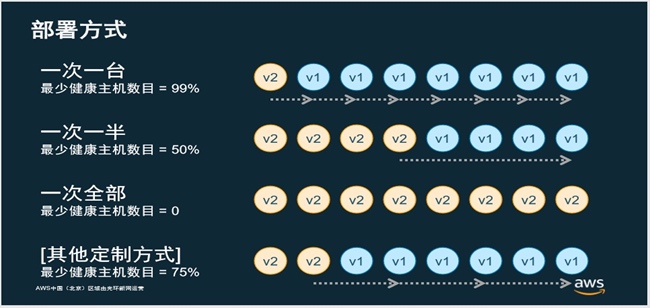 部署方式
一次一台
最少健康主机数目 = 99%
v2 v1 v1 v1 v1 v1 v1 v1
一次一半
最少健康主机数目 = 50%
v2 v2 v2 v2 v1 v1 v1 v1
一次全部
最少健康主机数目 = 0
v2 v2 v2 v2 v2 v2 v2 v2
[其他定制方式]
最少健康主机数目 = 75%
v2 v2 v1 v1 v1 v1 v1 v1
AWS中国（北京）区域由光环新网运营
aws